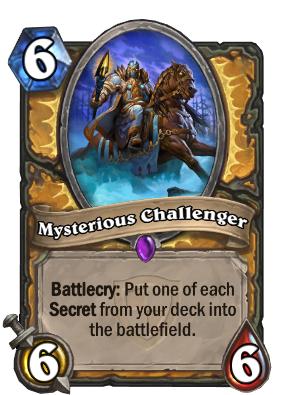 6
Mysterious Challenger
Battlecry: Put one of each
Secret from your deck into
the battlefield.
6
6